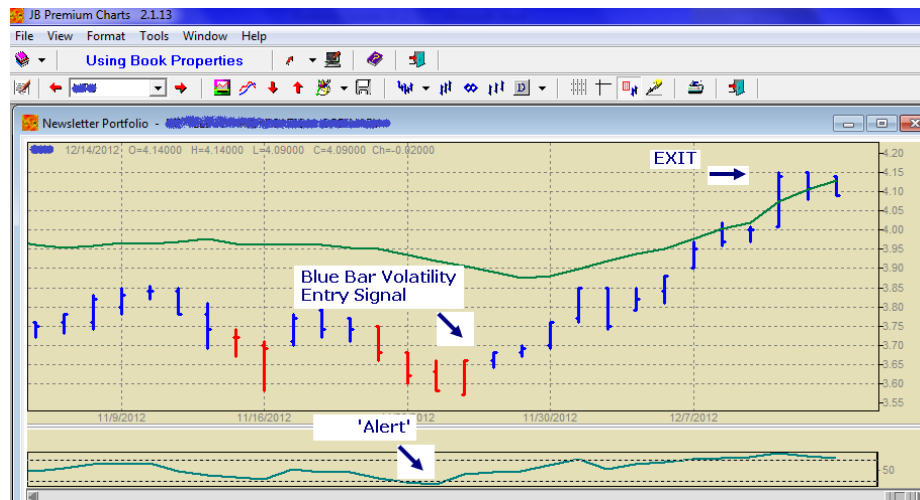 JB Premium Charts 2.1.13
File View Format Tools Window Help
Using Book Properties
D
Newsletter Portfolio -
12/14/2012 O=4.14000 H=4.14000 L=4.09000 C=4.09000 Ch=-0.02000
4.20
EXIT
4.15
4.10
4.05
4.00
3.95
3.90
Blue Bar Volatility
Entry Signal
3.85
3.80
3.75
3.70
3.65
3.60
3.55
11/9/2012 11/16/2012 11/30/2012 12/7/2012
'Alert'
50